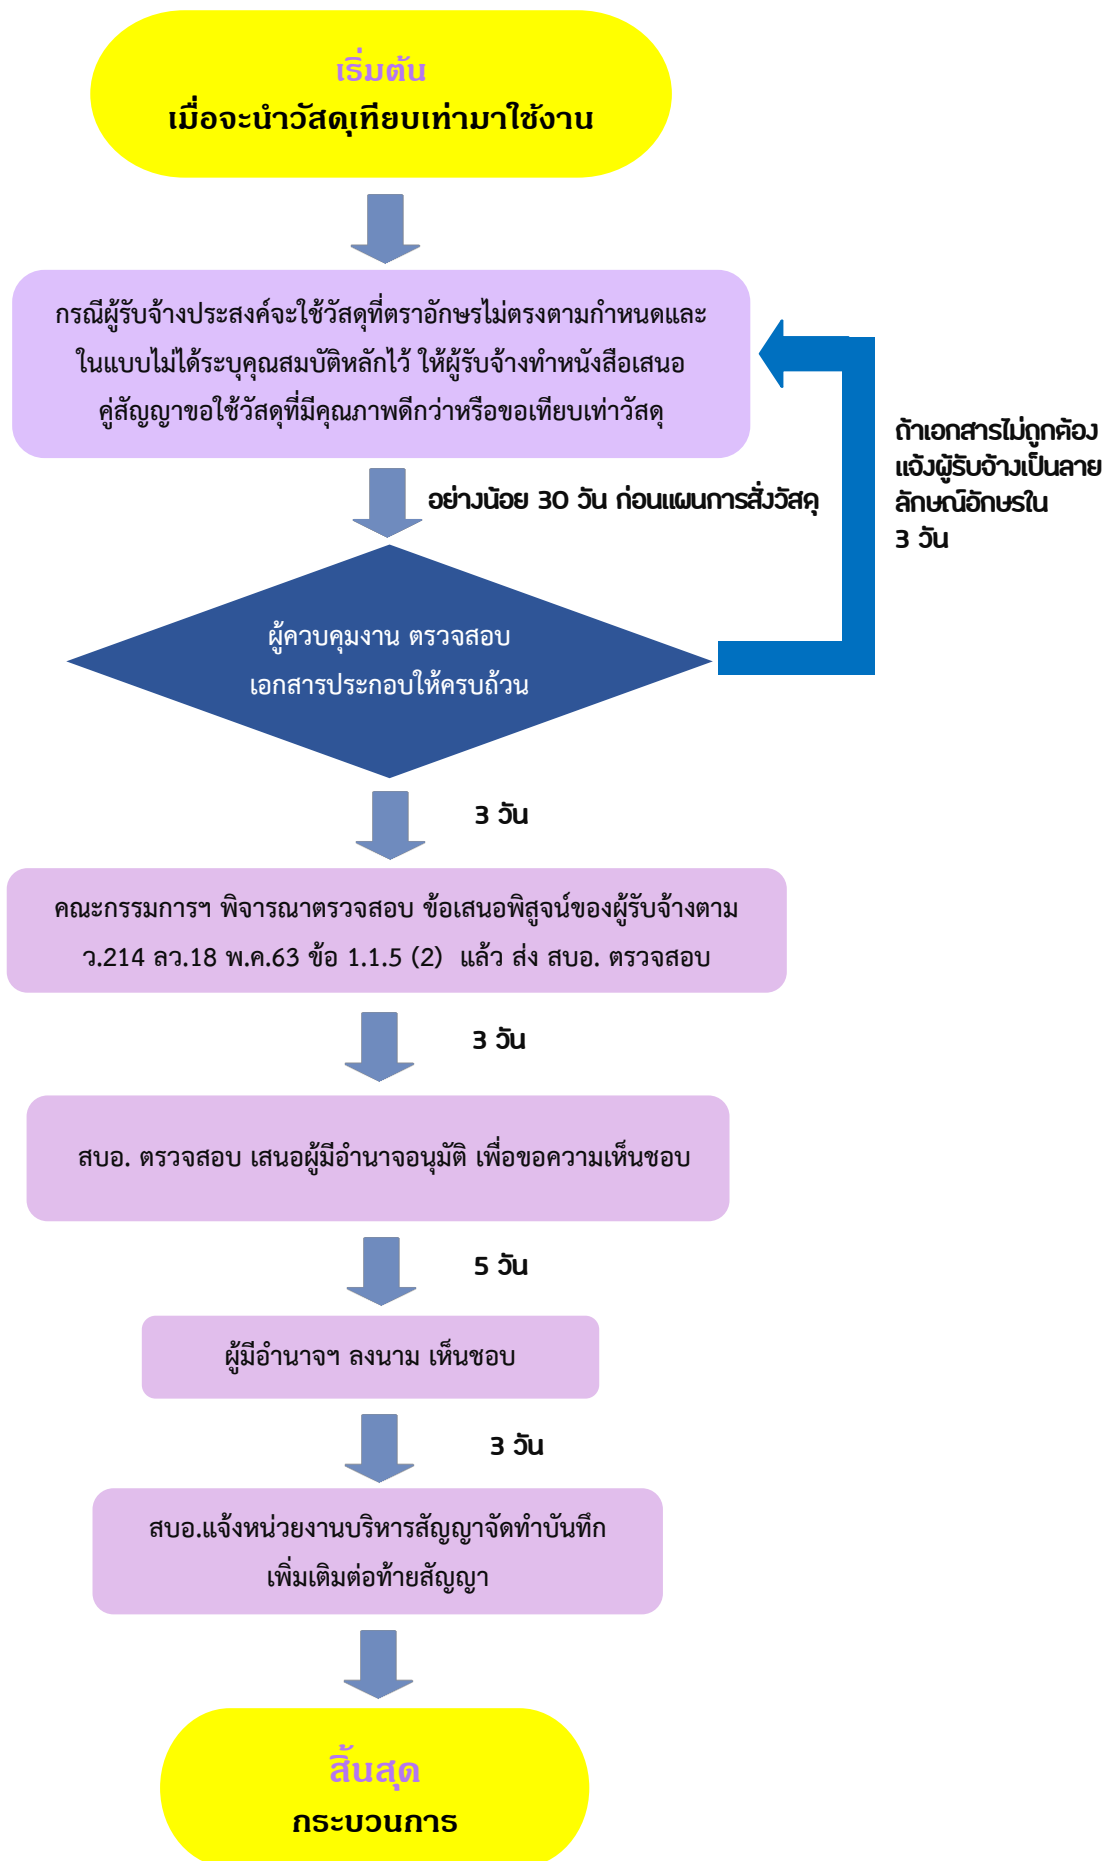 เริ่มต้น
เมื่อจะนำวัสดุเทียบเท่ามาใช้งาน
กรณีผู้รับจ้างประสงค์จะใช้วัสดุที่ตราอักษรไม่ตรงตามกำหนดและ
ในแบบไม่ได้ระบุคุณสมบัติหลักไว้ ให้ผู้รับจ้างทำหนังสือเสนอ
คู่สัญญาขอใช้วัสดุที่มีคุณภาพดีกว่าหรือขอเทียบเท่าวัสดุ
ถ้าเอกสารไม่ถูกต้อง
แจ้งผู้รับจ้างเป็นลาย
ลักษณ์อักษรใน
3 วัน
อย่างน้อย 30 วัน ก่อนแผนการสั่งวัสดุ
ผู้ควบคุมงาน ตรวจสอบ
เอกสารประกอบให้ครบถ้วน
3 วัน
คณะกรรมการฯ พิจารณาตรวจสอบ ข้อเสนอพิสูจน์ของผู้รับจ้างตาม
ว.214 ลว.18 พ.ค.63 ข้อ 1.1.5 (2) แล้ว ส่ง สบอ. ตรวจสอบ
3 วัน
สบอ. ตรวจสอบ เสนอผู้มีอำนาจอนุมัติ เพื่อขอความเห็นชอบ
5 วัน
ผู้มีอำนาจฯ ลงนาม เห็นชอบ
3 วัน
สบอ.แจ้งหน่วยงานบริหารสัญญาจัดทำบันทึก
เพิ่มเติมต่อท้ายสัญญา
สิ้นสุด
กระบวนการ